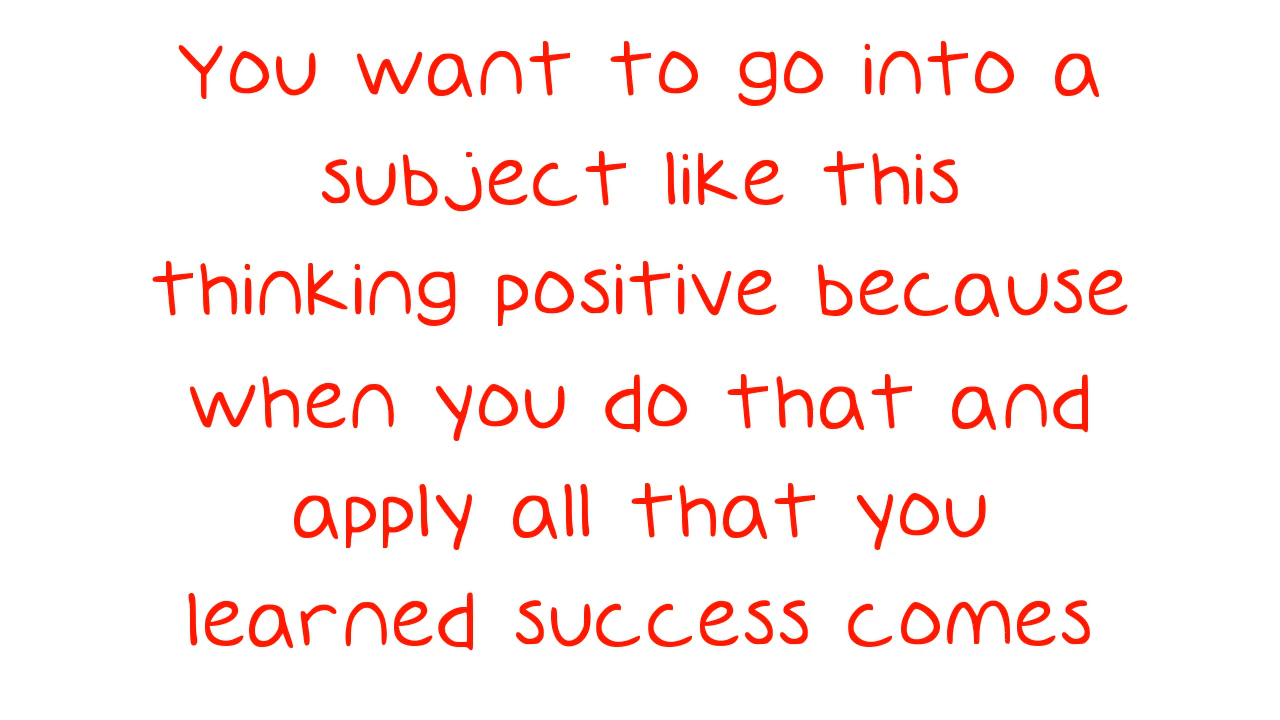 You want to go into a
subject like this
thinking positive because
when you do that and
apply all that you
learned success comes